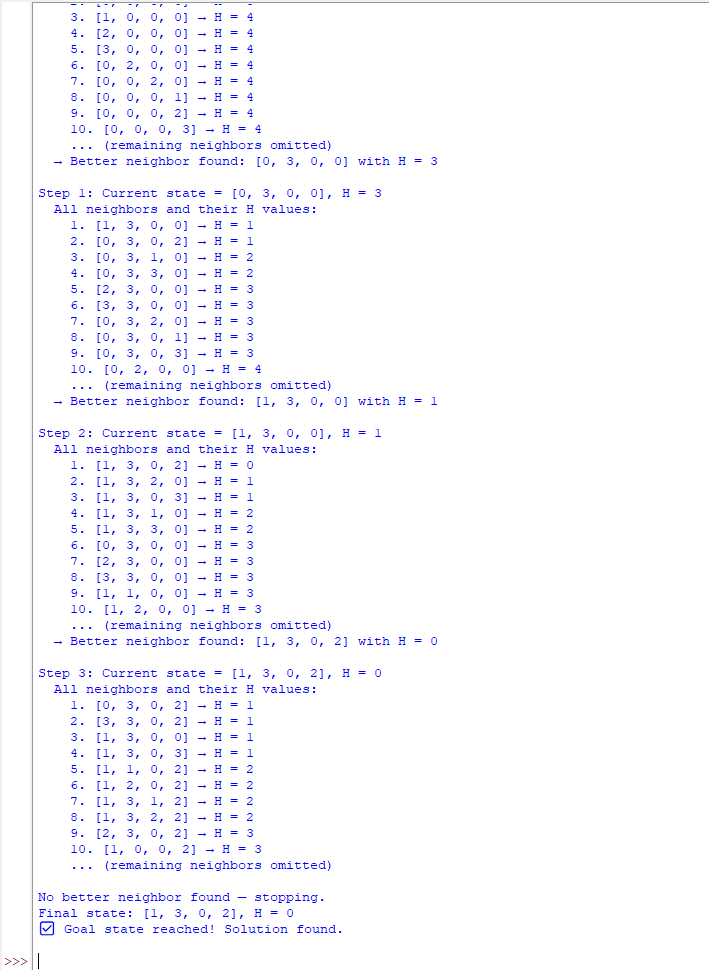 3. [1, 0, 0, 0] → H = 4
4. [2, 0, 0, 0] → H = 4
5. [3, 0, 0, 0] → H = 4
6. [0, 2, 0, 0] → H = 4
7. [0, 0, 2, 0] → H = 4
8. [0, 0, 0, 1] → H = 4
9. [0, 0, 0, 2] → H = 4
10. [0, 0, 0, 3] → H = 4
... (remaining neighbors omitted)
→ Better neighbor found: [0, 3, 0, 0] with H = 3
Step 1: Current state = [0, 3, 0, 0], H = 3
All neighbors and their H values:
1. [1, 3, 0, 0] → H = 1
2. [0, 3, 0, 2] → H = 1
3. [0, 3, 1, 0] → H = 2
4. [0, 3, 3, 0] → H = 2
5. [2, 3, 0, 0] → H = 3
6. [3, 3, 0, 0] → H = 3
7. [0, 3, 2, 0] → H = 3
8. [0, 3, 0, 1] → H = 3
9. [0, 3, 0, 3] → H = 3
10. [0, 2, 0, 0] → H = 4
... (remaining neighbors omitted)
→ Better neighbor found: [1, 3, 0, 0] with H = 1
Step 2: Current state = [1, 3, 0, 0], H = 1
All neighbors and their H values:
1. [1, 3, 0, 2] → H = 0
2. [1, 3, 2, 0] → H = 1
3. [1, 3, 0, 3] → H = 1
4. [1, 3, 1, 0] → H = 2
5. [1, 3, 3, 0] → H = 2
6. [0, 3, 0, 0] → H = 3
7. [2, 3, 0, 0] → H = 3
8. [3, 3, 0, 0] → H = 3
9. [1, 1, 0, 0] → H = 3
10. [1, 2, 0, 0] → H = 3
... (remaining neighbors omitted)
→ Better neighbor found: [1, 3, 0, 2] with H = 0
Step 3: Current state = [1, 3, 0, 2], H = 0
All neighbors and their H values:
1. [0, 3, 0, 2] → H = 1
2. [3, 3, 0, 2] → H = 1
3. [1, 3, 0, 0] → H = 1
4. [1, 3, 0, 3] → H = 1
5. [1, 1, 0, 2] → H = 2
6. [1, 2, 0, 2] → H = 2
7. [1, 3, 1, 2] → H = 2
8. [1, 3, 2, 2] → H = 2
9. [2, 3, 0, 2] → H = 3
10. [1, 0, 0, 2] → H = 3
... (remaining neighbors omitted)
No better neighbor found — stopping.
Final state: [1, 3, 0, 2], H = 0
☑ Goal state reached! Solution found.
>>>